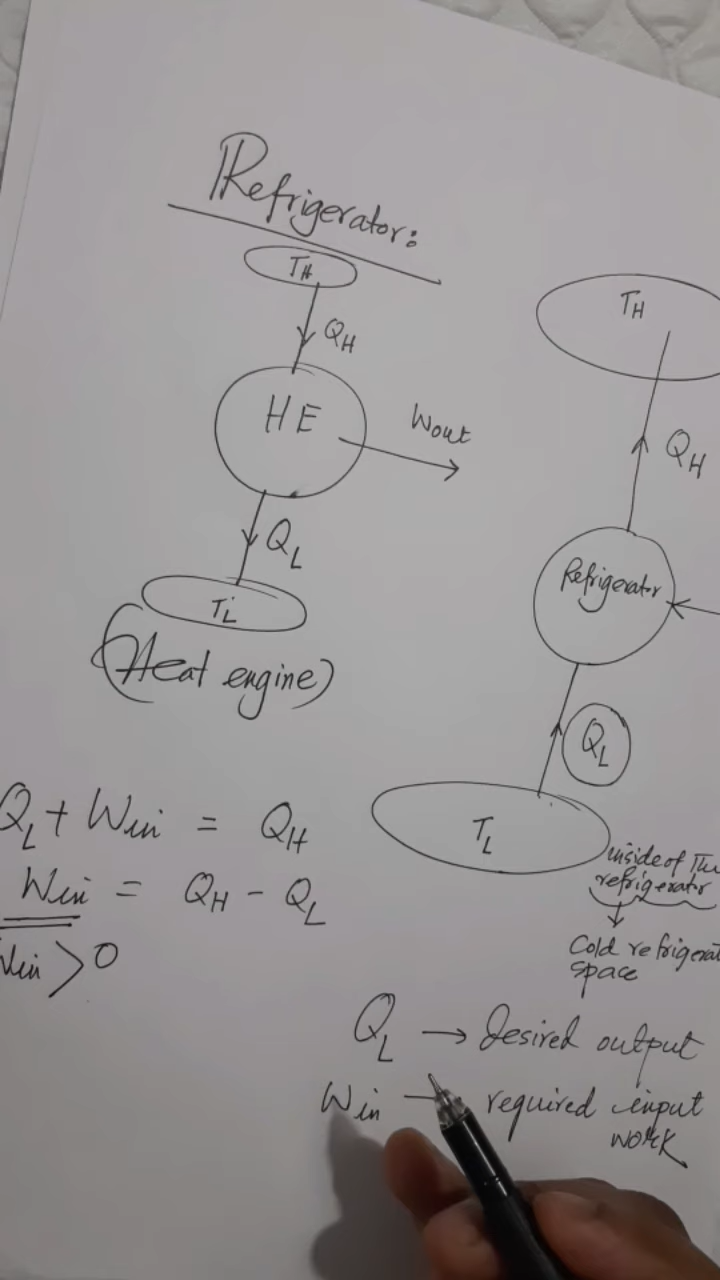 Refrigerator:
TH
QH
HE
Wout
QL
TL
(Heat engine)
TH
QH
Refrigerator
QL
TL
inside of The
refrigerator
Cold refrigerat
space
QL + Win = QH
Win = QH - QL
Win > 0
QL → desired output
Win → required input
work